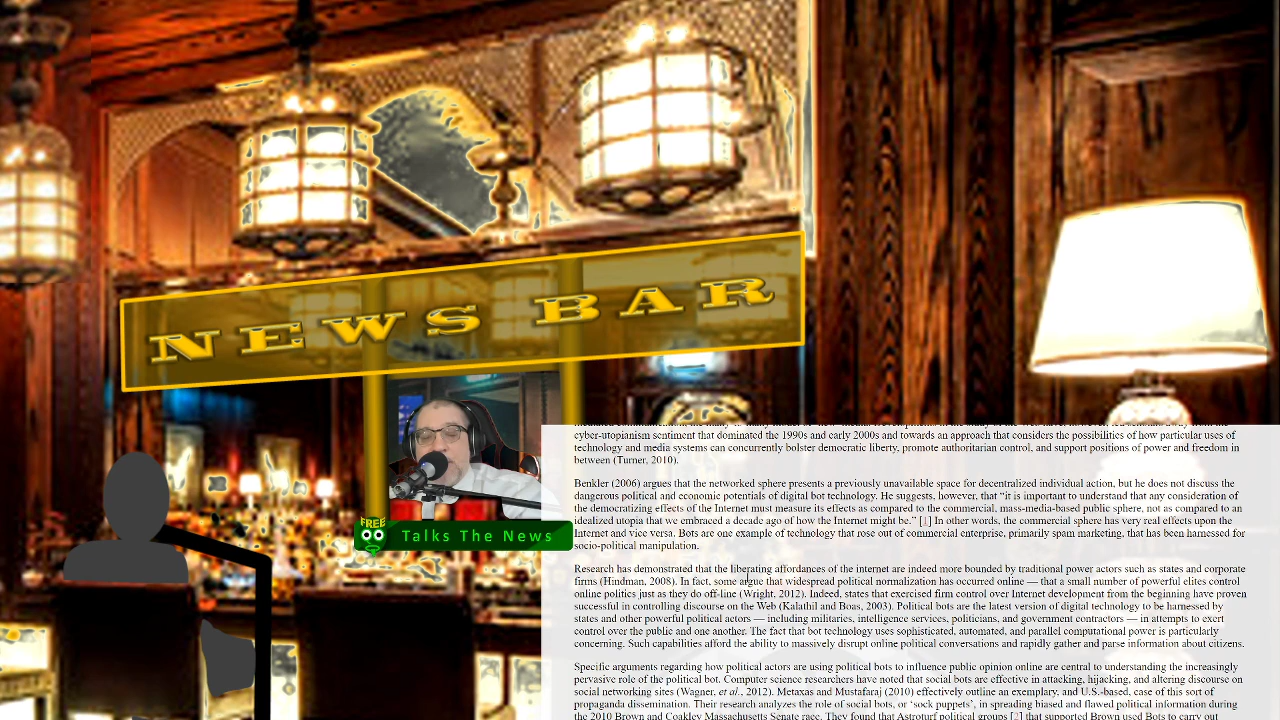 NEWS BAR
FREE
Talks The News
cyber-utopianism sentiment that dominated the 1990s and early 2000s and towards an approach that considers the possibilities of how particular uses of
technology and media systems can concurrently bolster democratic liberty, promote authoritarian control, and support positions of power and freedom in
between (Turner, 2010).
Benkler (2006) argues that the networked sphere presents a previously unavailable space for decentralized individual action, but he does not discuss the
dangerous political and economic potentials of digital bot technology. He suggests, however, that “it is important to understand that any consideration of
the democratizing effects of the Internet must measure its effects as compared to the commercial, mass-media-based public sphere, not as compared to an
idealized utopia that we embraced a decade ago of how the Internet might be.” [1] In other words, the commercial sphere has very real effects upon the
Internet and vice versa. Bots are one example of technology that rose out of commercial enterprise, primarily spam marketing, that has been adapted for
socio-political manipulation.
Research has demonstrated that the liberating affordances of the internet are indeed more bounded by traditional power actors such as states and corporate
firms (Hindman, 2008). In fact, some argue that widespread political normalization has occurred online — that a small number of powerful elites control
online politics just as they do off-line (Wright, 2012). Indeed, states that exercised firm control over Internet development from the beginning have proven
successful in controlling discourse on the Web (Kalathil and Boas, 2003). Political bots are the latest version of digital technology to be harnessed by
states and other powerful political actors — including militaries, intelligence services, politicians, and government contractors — in attempts to exert
control over the public and one another. The fact that bot technology uses sophisticated, automated, and parallel computational power is particularly
concerning. Such capabilities afford the ability to massively disrupt online political conversations and rapidly gather and parse information about citizens.
Specific arguments regarding how political actors are using political bots to influence public opinion online are central to understanding the increasingly
pervasive role of the political bot. Computer science researchers have noted that social bots are effective in attacking, hijacking, and altering discourse on
social networking sites (Wagner, et al., 2012). Metaxas and Mustafaraj (2010) effectively outline an exemplary, and U.S.-based, case of this sort of
propaganda dissemination. Their research analyzes the role of social bots, or ‘sock puppets’, in spreading biased and flawed political information during
the 2010 Brown and Coakley Massachusetts Senate race. They found that Astroturf political groups [2] that supported Brown used Twitter-based